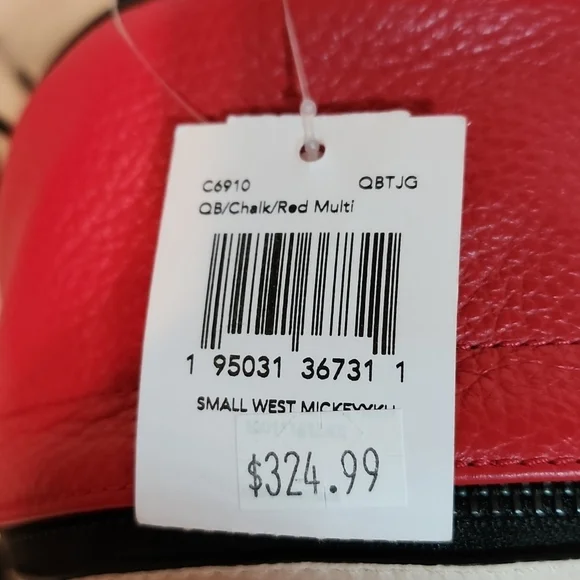 C6910 QBTJG
QB/Chalk/Red Multi
1 95031 36731 1
SMALL WEST
$324.99